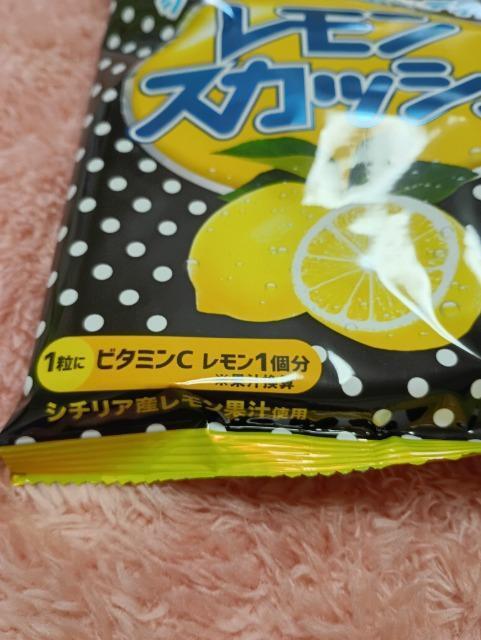 レモン
スカッシュ
1粒に ビタミンC レモン1個分
※果汁換算
シチリア産レモン果汁使用